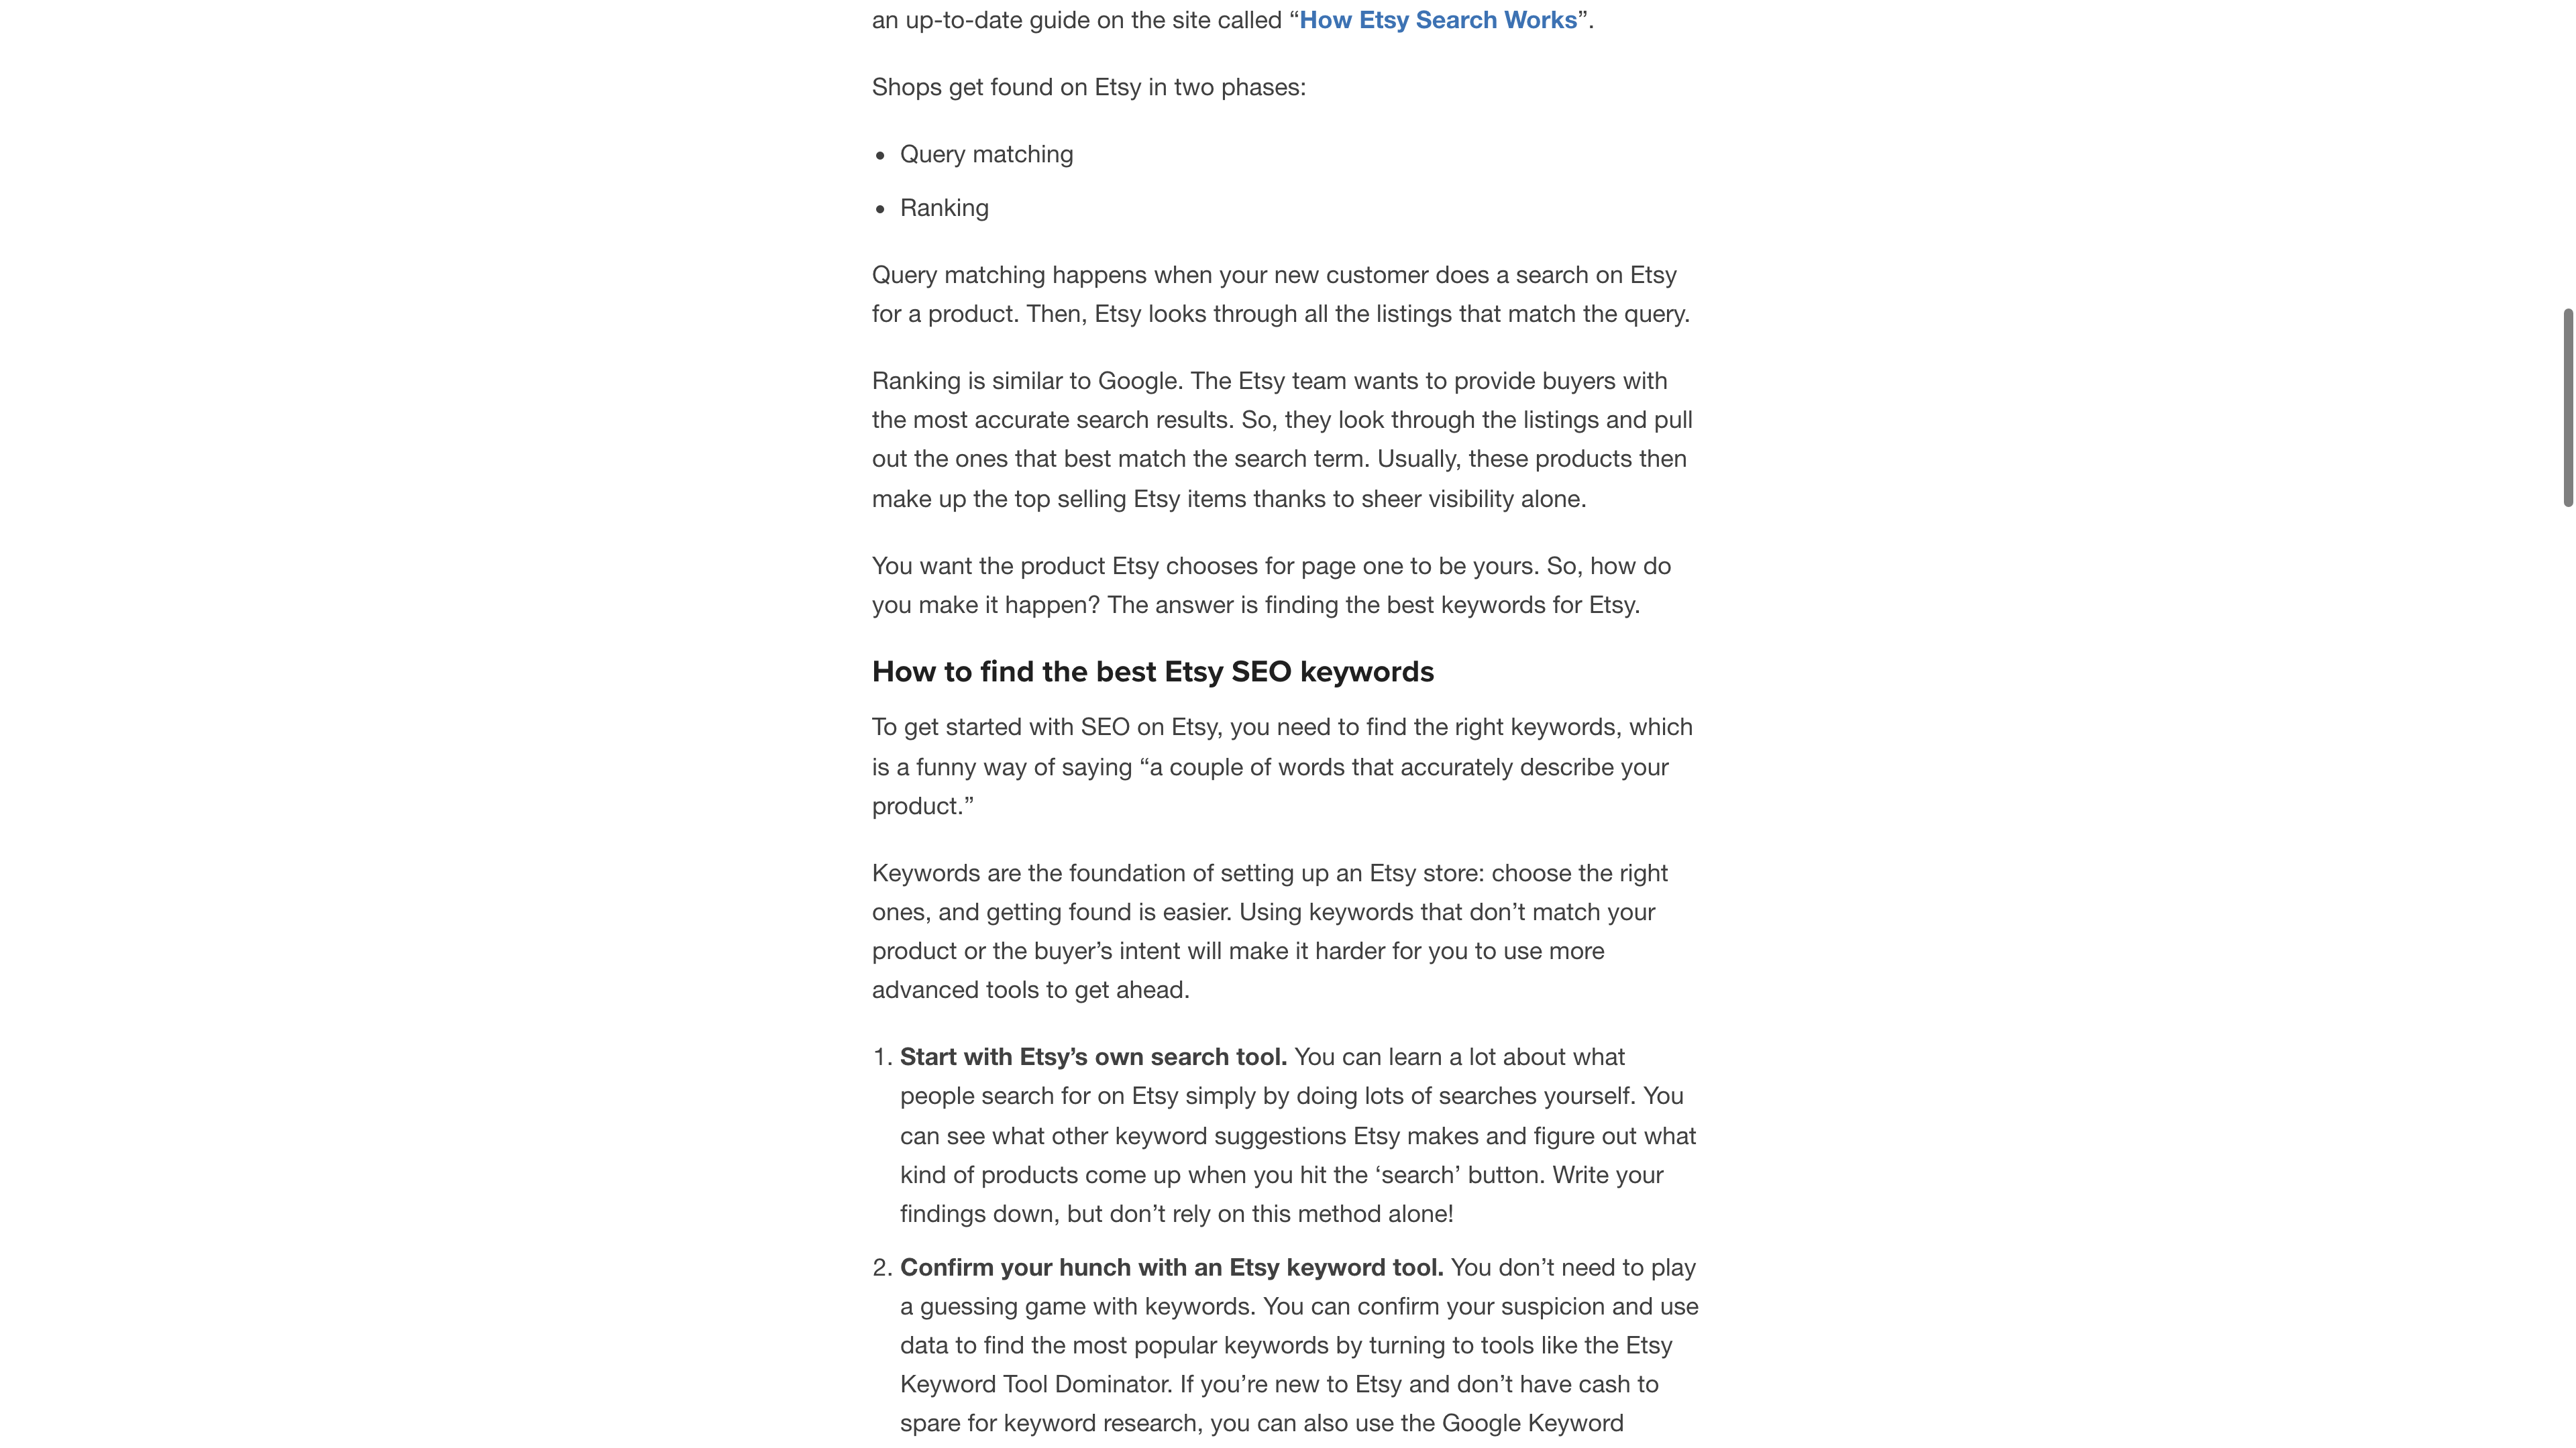 an up-to-date guide on the site called “How Etsy Search Works”.
Shops get found on Etsy in two phases:
• Query matching
• Ranking
Query matching happens when your new customer does a search on Etsy
for a product. Then, Etsy looks through all the listings that match the query.
Ranking is similar to Google. The Etsy team wants to provide buyers with
the most accurate search results. So, they look through the listings and pull
out the ones that best match the search term. Usually, these products then
make up the top selling Etsy items thanks to sheer visibility alone.
You want the product Etsy chooses for page one to be yours. So, how do
you make it happen? The answer is finding the best keywords for Etsy.
How to find the best Etsy SEO keywords
To get started with SEO on Etsy, you need to find the right keywords, which
is a funny way of saying “a couple of words that accurately describe your
product.”
Keywords are the foundation of setting up an Etsy store: choose the right
ones, and getting found is easier. Using keywords that don’t match your
product or the buyer’s intent will make it harder for you to use more
advanced tools to get ahead.
1. Start with Etsy’s own search tool. You can learn a lot about what
people search for on Etsy simply by doing lots of searches yourself. You
can see what other keyword suggestions Etsy makes and figure out what
kind of products come up when you hit the ‘search’ button. Write your
findings down, but don’t rely on this method alone!
2. Confirm your hunch with an Etsy keyword tool. You don’t need to play
a guessing game with keywords. You can confirm your suspicion and use
data to find the most popular keywords by turning to tools like the Etsy
Keyword Tool Dominator. If you’re new to Etsy and don’t have cash to
spare for keyword research, you can also use the Google Keyword